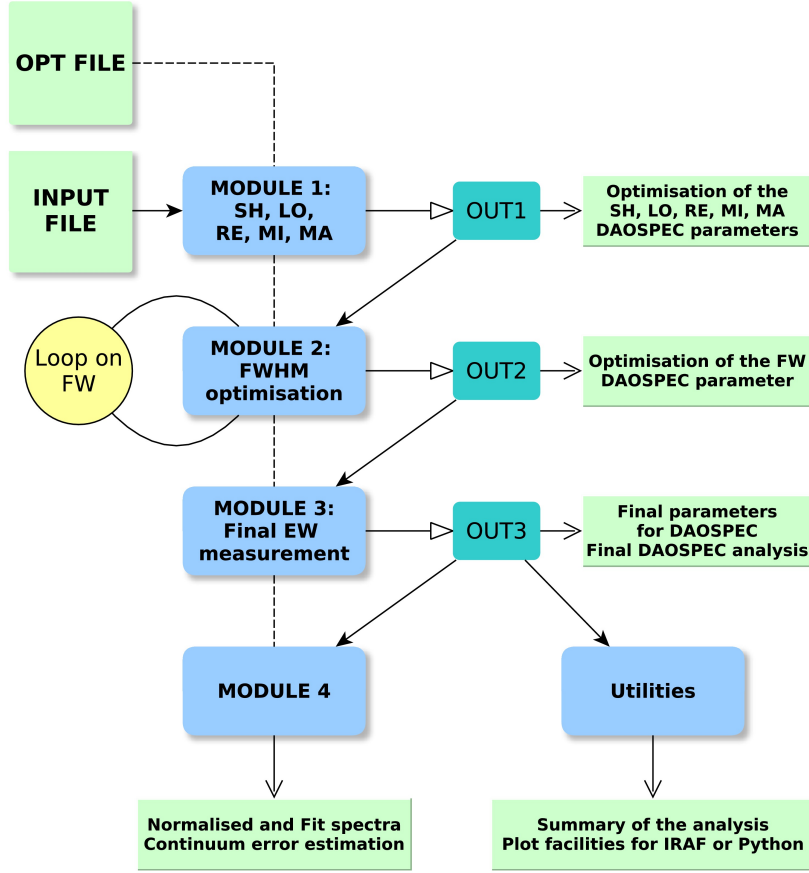 OPT FILE
INPUT
FILE
MODULE 1:
SH, LO,
RE, MI, MA
OUT1
Optimisation of the
SH, LO, RE, MI, MA
DAOSPEC parameters
Loop on
FW
MODULE 2:
FWHM
optimisation
OUT2
Optimisation of the FW
DAOSPEC parameter
MODULE 3:
Final EW
measurement
OUT3
Final parameters
for DAOSPEC
Final DAOSPEC analysis
MODULE 4
Utilities
Normalised and Fit spectra
Continuum error estimation
Summary of the analysis
Plot facilities for IRAF or Python